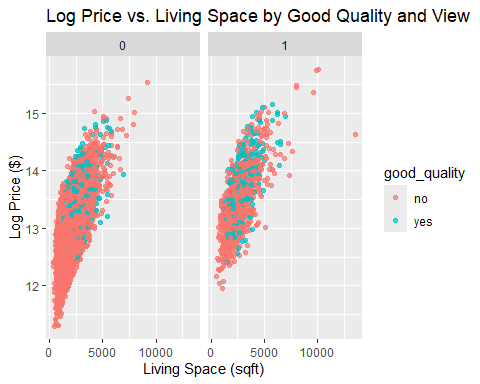 Log Price vs. Living Space by Good Quality and View
0
1
Log Price ($)
15
14
13
12
0
5000
10000
0
5000
10000
Living Space (sqft)
good_quality
no
yes